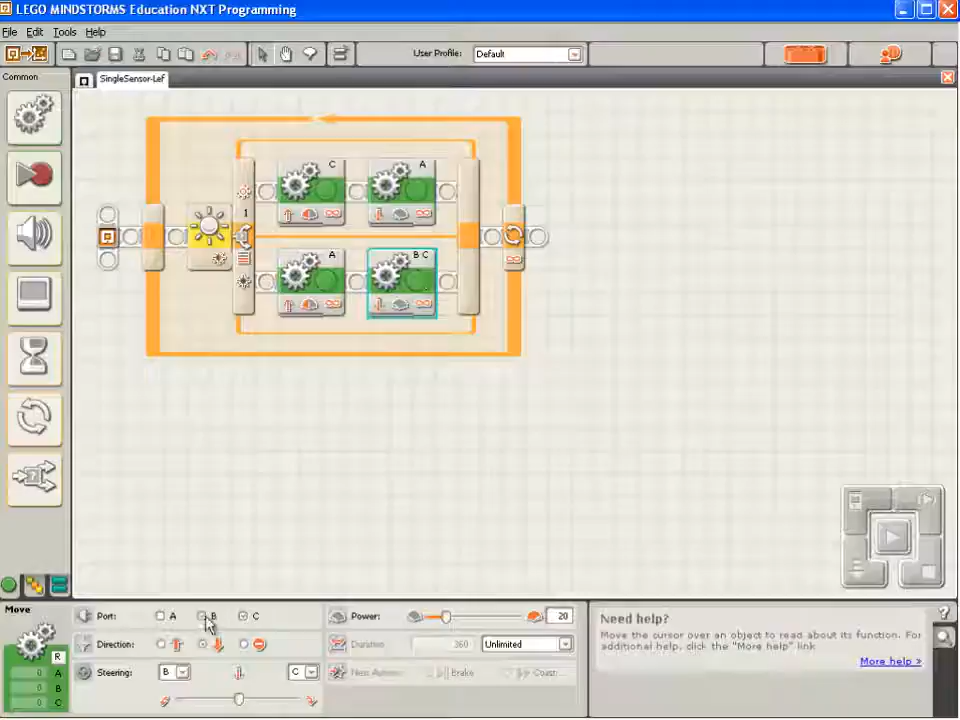 LEGO MINDSTORMS Education NXT Programming
File Edit Tools Help
User Profile: Default
Common
SingleSensor-Lef
C A
1
A B C
Move
Port: A B C
Power: 20
Need help?
Move the cursor over an object to read about its function. For
additional help, click the "More help" link
More help »
R
A
B
C
0
0
0
Direction:
Duration: 360 Unlimited
Steering: B C
Next Action: Brake Coast